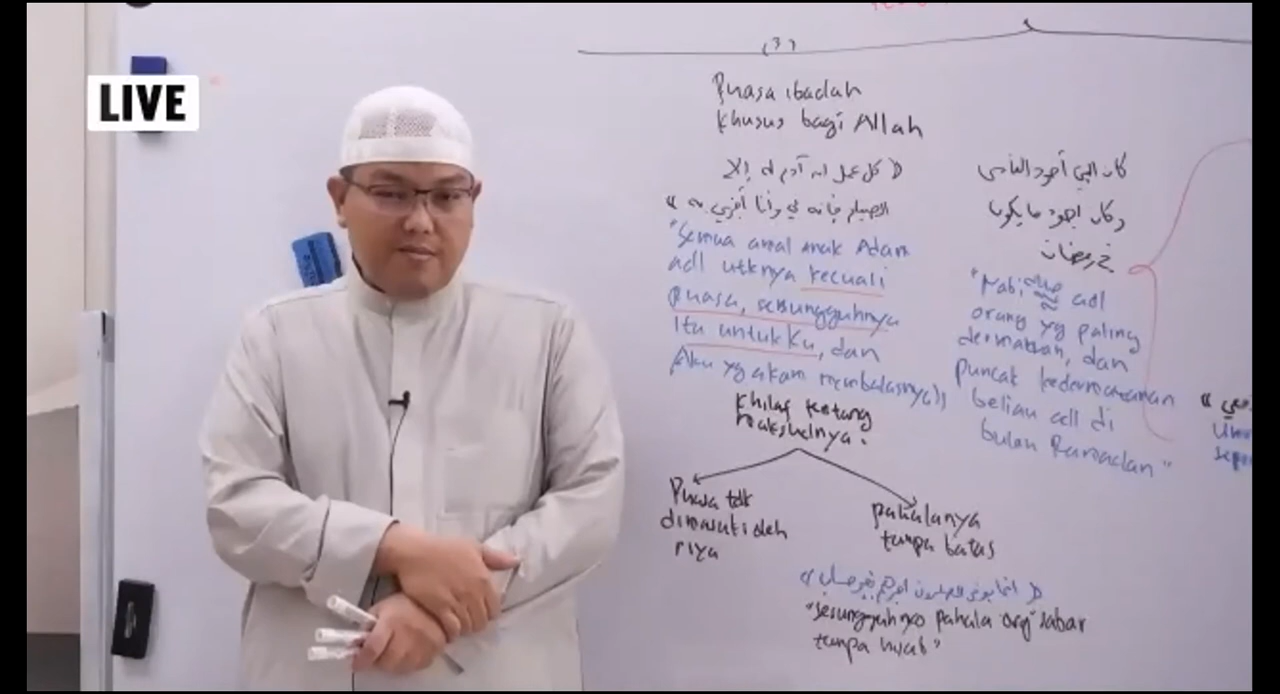 LIVE
(3)
Puasa ibadah
khusus bagi Allah
« كل عمل ابن آدم له إلا
الصيام فإنه لي وأنا أجزي به »
"Semua amal anak Adam
adl utknya kecuali
puasa, sesungguhnya
itu untukKu, dan
Aku yg akan membalasnya"
khilaf tentang
maksudnya.
Puasa tdk
dimasuki oleh
riya
pahalanya
tanpa batas
« إنما يوفى الصابرون أجرهم بغير حساب »
"sesungguhnya pahala org sabar
tanpa hisab"
كان النبي أجود الناس
وكان أجود ما يكون
في رمضان
"Nabi ﷺ adl
orang yg paling
dermawan, dan
puncak kedermawanan
beliau adl di
bulan Ramadan"